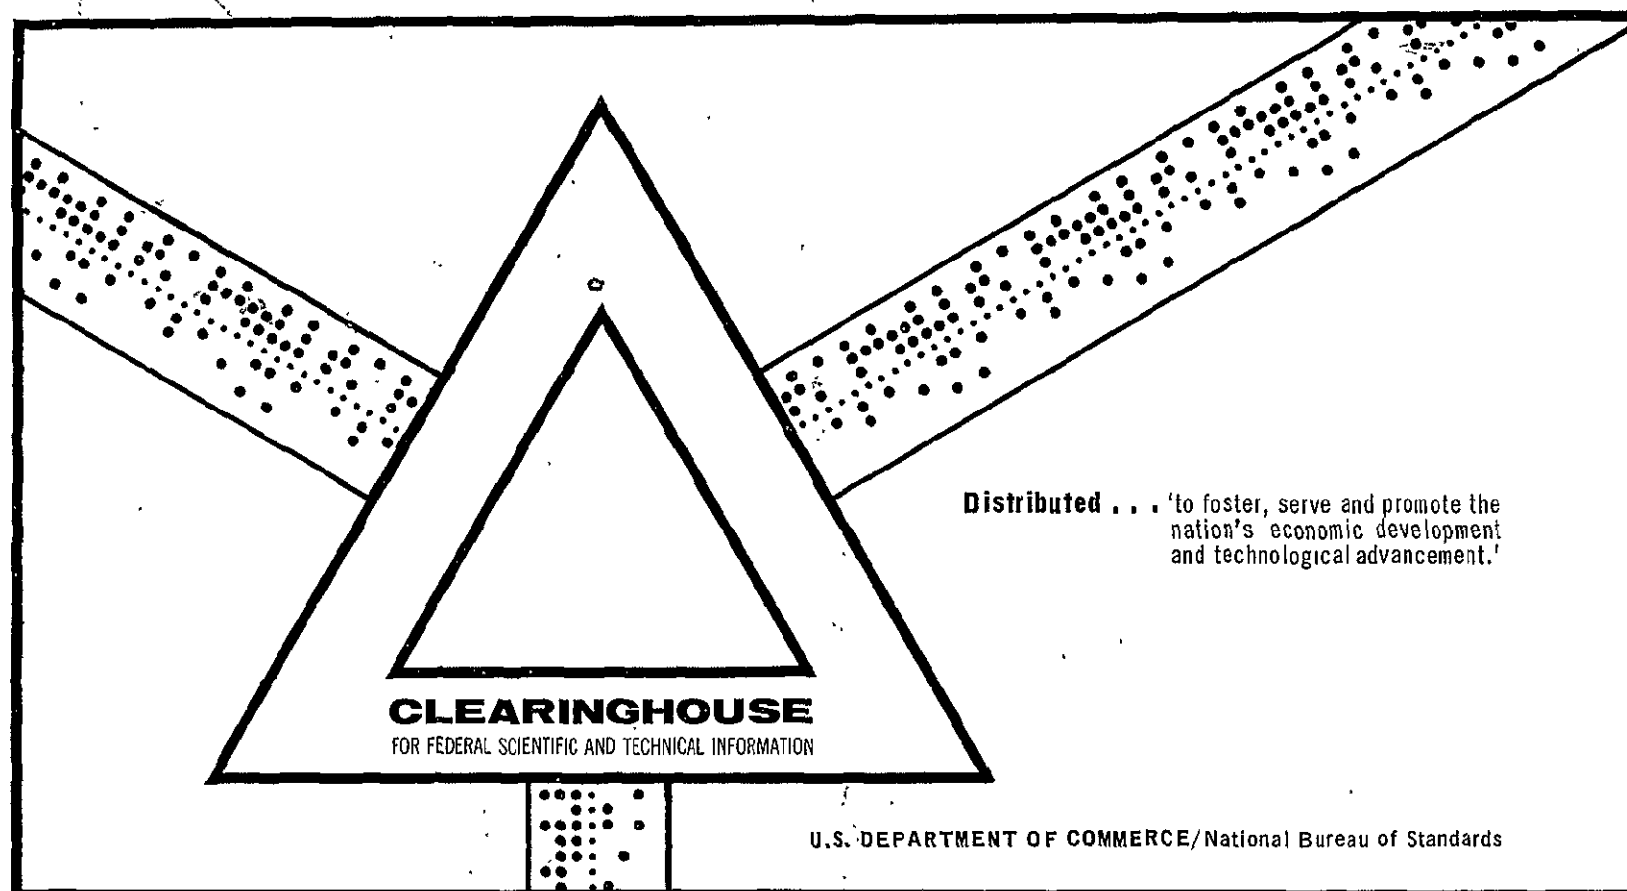 Distributed . . . 'to foster, serve and promote the
nation's economic development
and technological advancement.'
CLEARINGHOUSE
FOR FEDERAL SCIENTIFIC AND TECHNICAL INFORMATION
U.S. DEPARTMENT OF COMMERCE/National Bureau of Standards